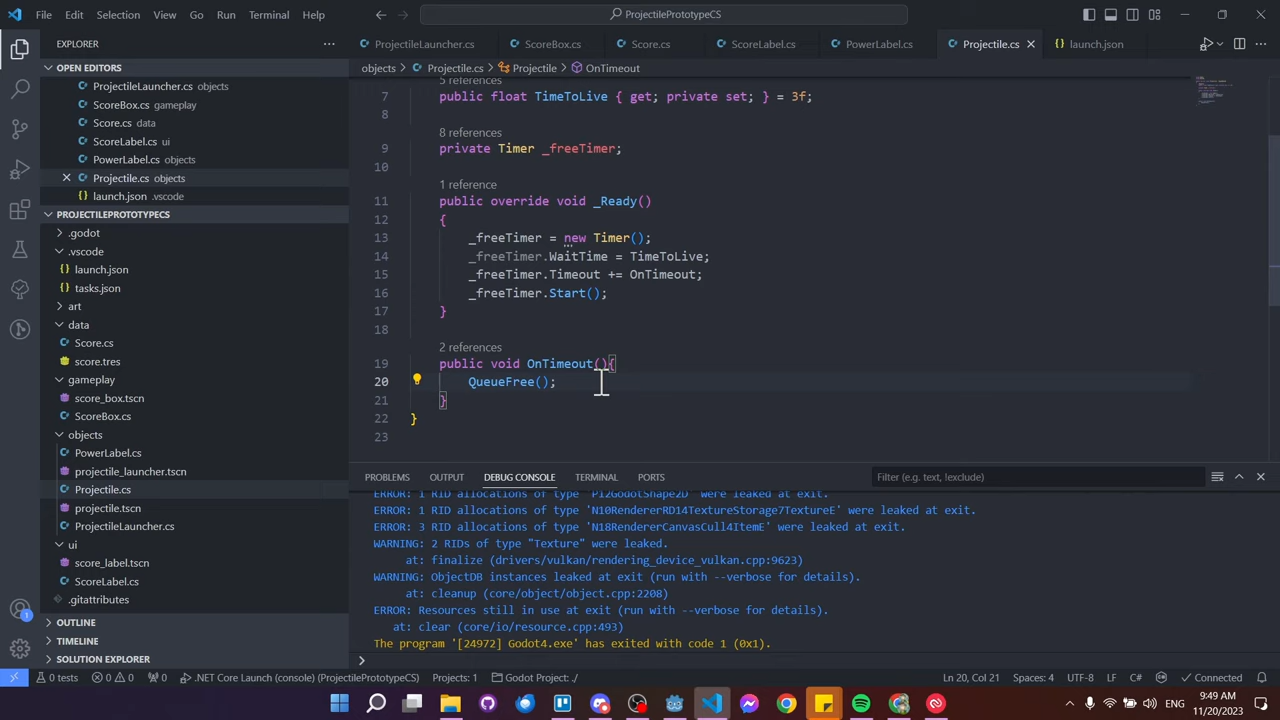 File Edit Selection View Go Run Terminal Help
ProjectilePrototypeCS
EXPLORER
ProjectileLauncher.cs
ScoreBox.cs
Score.cs
ScoreLabel.cs
PowerLabel.cs
Projectile.cs
launch.json
OPEN EDITORS
ProjectileLauncher.cs objects
ScoreBox.cs gameplay
Score.cs data
ScoreLabel.cs ui
PowerLabel.cs objects
Projectile.cs objects
launch.json .vscode
PROJECTILEPROTOTYPECS
.godot
.vscode
launch.json
tasks.json
art
data
Score.cs
score.tres
gameplay
score_box.tscn
ScoreBox.cs
objects
PowerLabel.cs
projectile_launcher.tscn
Projectile.cs
projectile.tscn
ProjectileLauncher.cs
ui
score_label.tscn
ScoreLabel.cs
.gitattributes
OUTLINE
TIMELINE
SOLUTION EXPLORER
objects > Projectile.cs > Projectile > OnTimeout
5 references
7 public float TimeToLive { get; private set; } = 3f;
8
8 references
9 private Timer _freeTimer;
10
1 reference
11 public override void _Ready()
12 {
13 _freeTimer = new Timer();
14 _freeTimer.WaitTime = TimeToLive;
15 _freeTimer.Timeout += OnTimeout;
16 _freeTimer.Start();
17 }
18
2 references
19 public void OnTimeout(){
20 QueueFree();
21 }
22 }
23
PROBLEMS OUTPUT DEBUG CONSOLE TERMINAL PORTS
Filter (e.g. text, !exclude)
ERROR: 1 RID allocations of type 'P12GodotShape2D' were leaked at exit.
ERROR: 1 RID allocations of type 'N10RendererRD14TextureStorage7TextureE' were leaked at exit.
ERROR: 3 RID allocations of type 'N18RendererCanvasCull4ItemE' were leaked at exit.
WARNING: 2 RIDs of type "Texture" were leaked.
at: finalize (drivers/vulkan/rendering_device_vulkan.cpp:9623)
WARNING: ObjectDB instances leaked at exit (run with --verbose for details).
at: cleanup (core/object/object.cpp:2208)
ERROR: Resources still in use at exit (run with --verbose for details).
at: clear (core/io/resource.cpp:493)
The program '[24972] Godot4.exe' has exited with code 1 (0x1).
0 tests 0 0 0 .NET Core Launch (console) (ProjectilePrototypeCS) Projects: 1 Godot Project: ./ Ln 20, Col 21 Spaces: 4 UTF-8 LF C# Connected
9:49 AM
11/20/2023